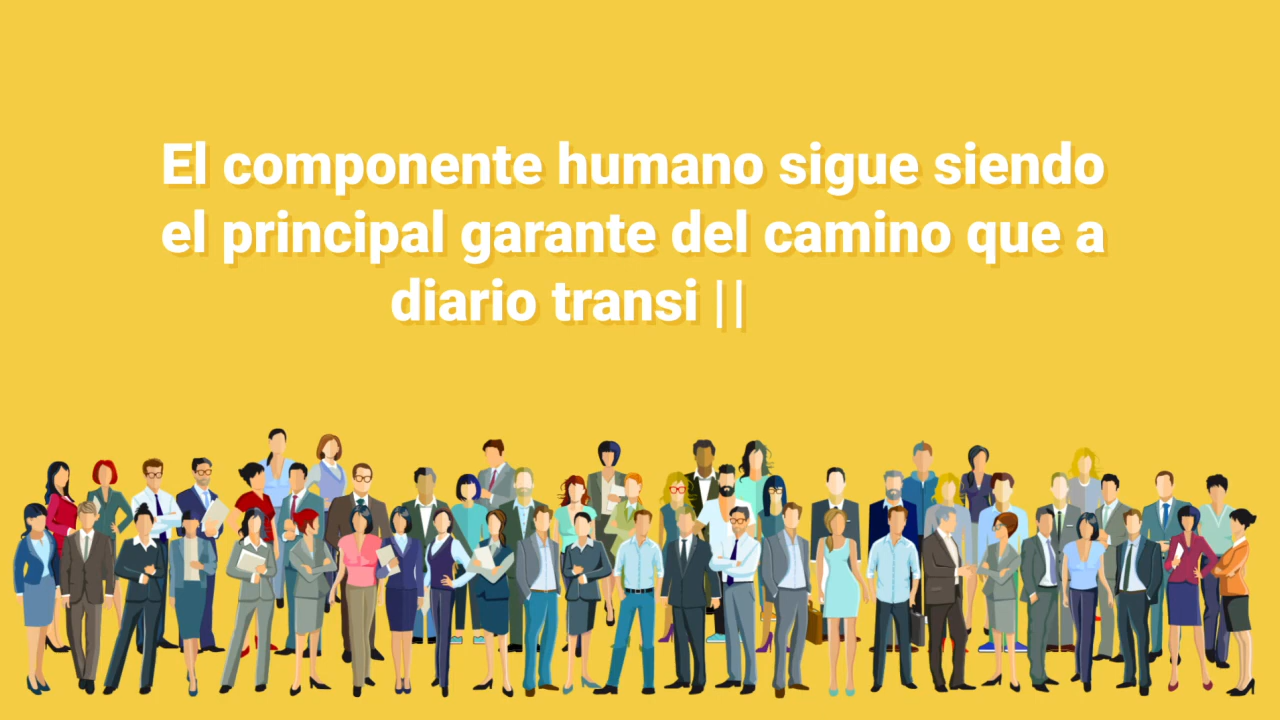 El componente humano sigue siendo
el principal garante del camino que a
diario transi ||